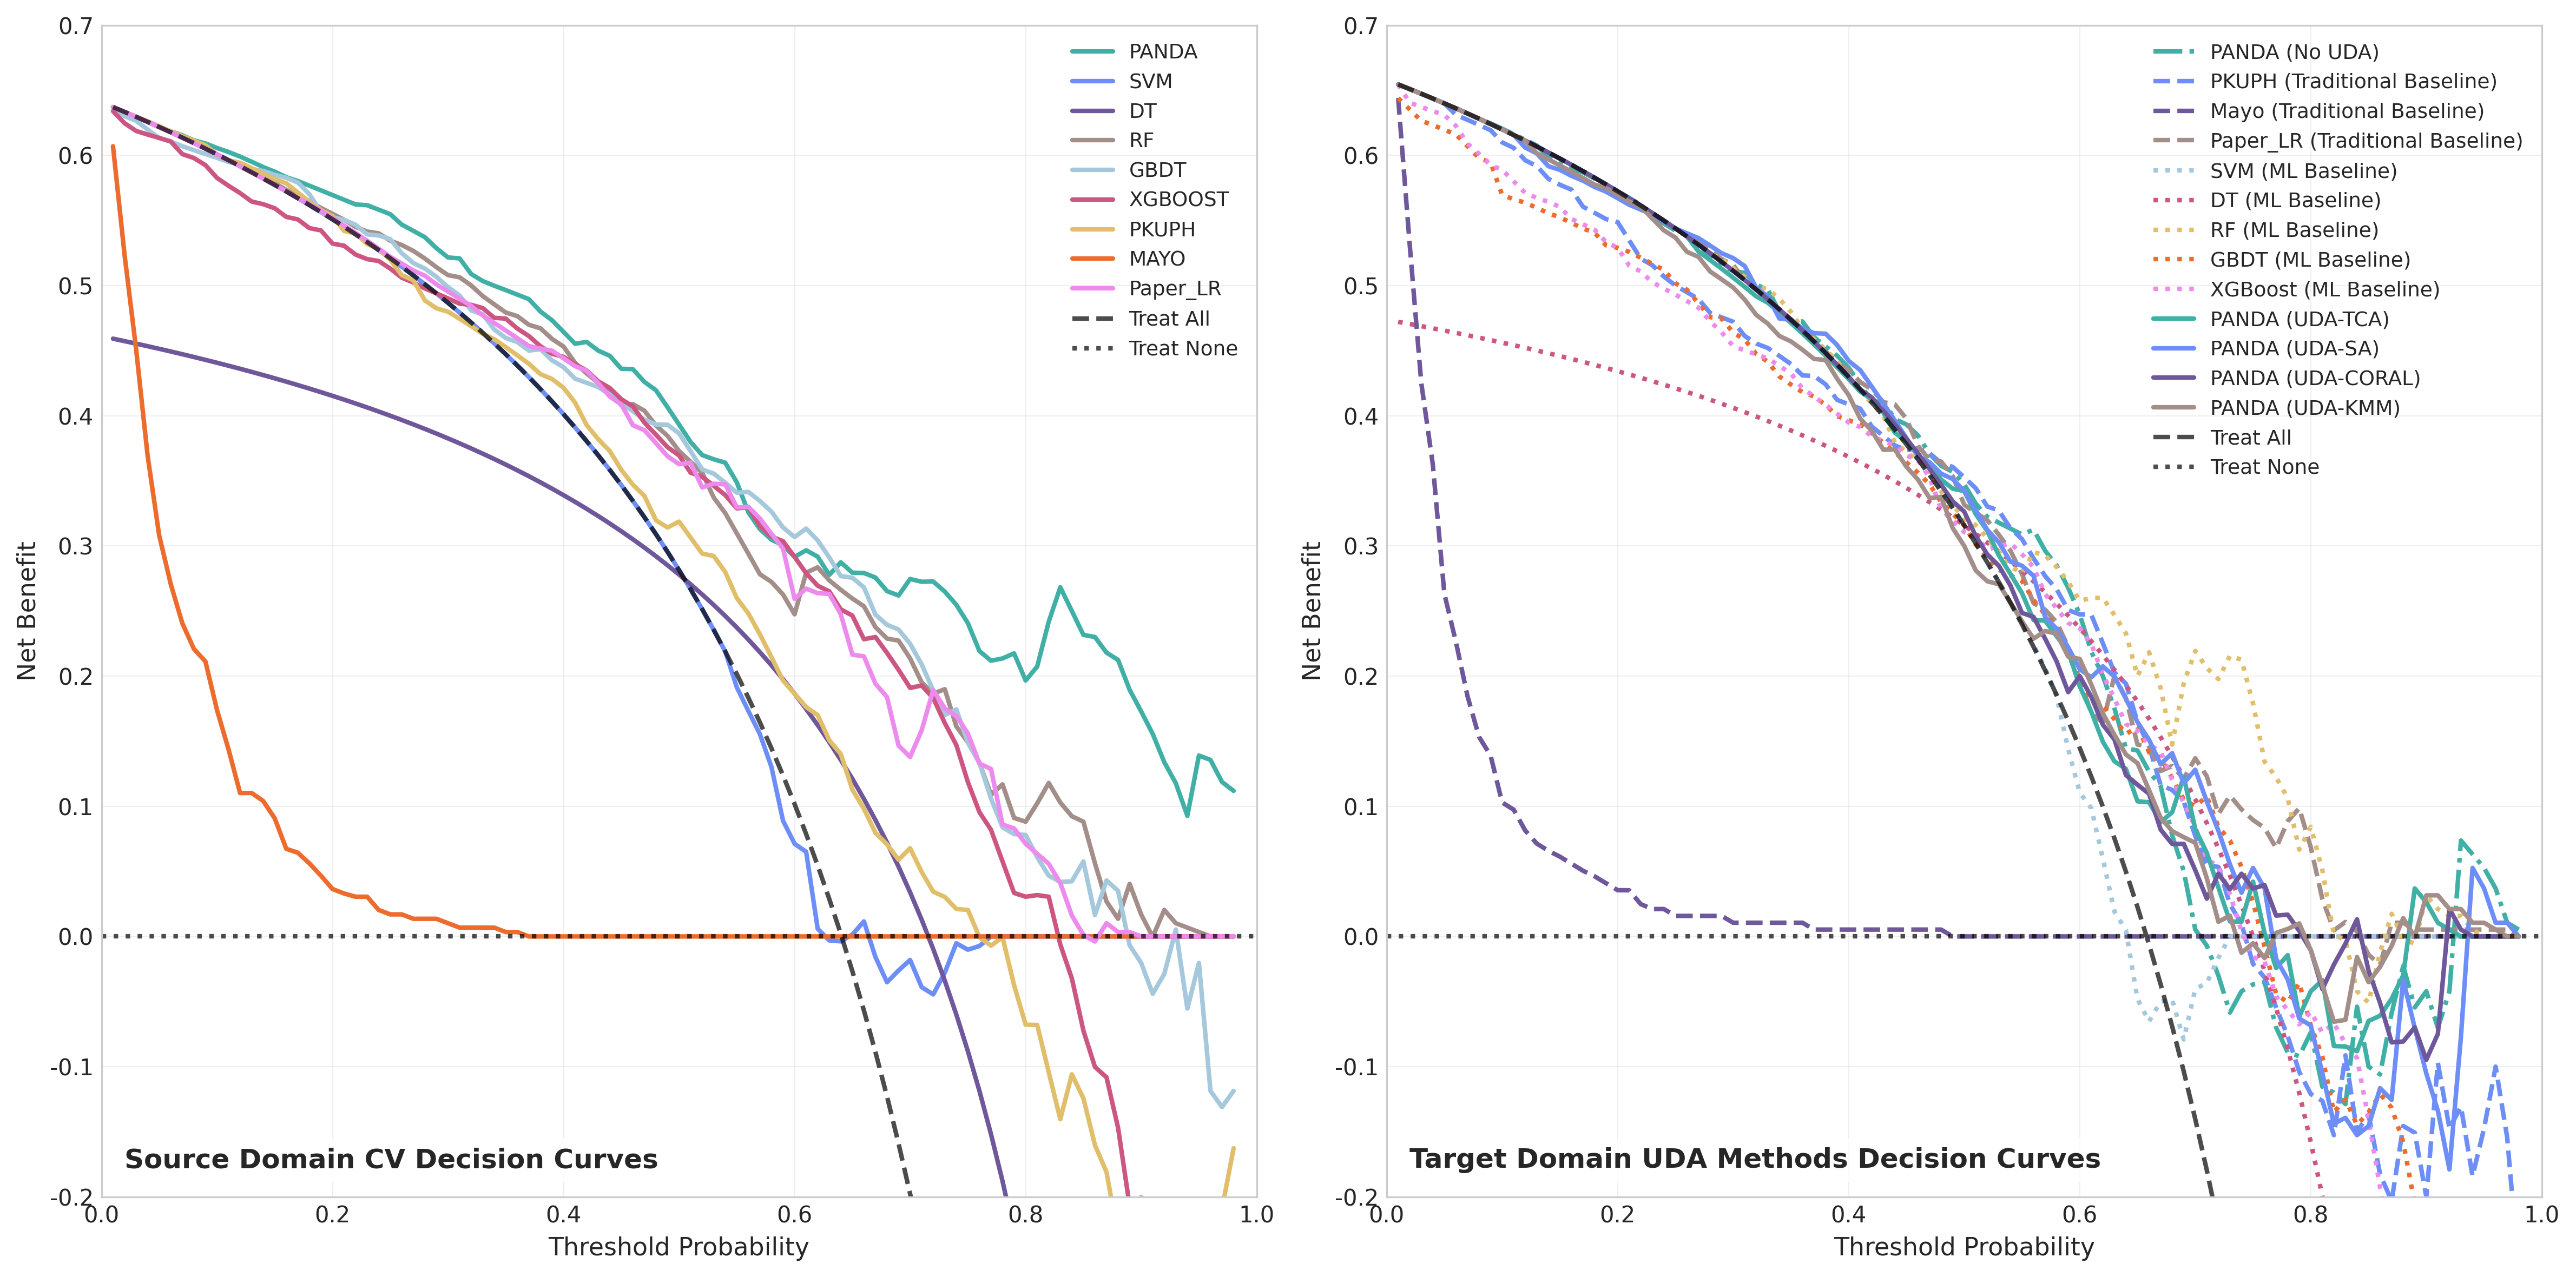 0.7
0.6
0.5
0.4
0.3
0.2
0.1
0.0
-0.1
-0.2
Net Benefit
0.0
0.2
0.4
0.6
0.8
1.0
Threshold Probability
PANDA
SVM
DT
RF
GBDT
XGBOOST
PKUPH
MAYO
Paper_LR
Treat All
Treat None
Source Domain CV Decision Curves
0.7
0.6
0.5
0.4
0.3
0.2
0.1
0.0
-0.1
-0.2
Net Benefit
0.0
0.2
0.4
0.6
0.8
1.0
Threshold Probability
PANDA (No UDA)
PKUPH (Traditional Baseline)
Mayo (Traditional Baseline)
Paper_LR (Traditional Baseline)
SVM (ML Baseline)
DT (ML Baseline)
RF (ML Baseline)
GBDT (ML Baseline)
XGBoost (ML Baseline)
PANDA (UDA-TCA)
PANDA (UDA-SA)
PANDA (UDA-CORAL)
PANDA (UDA-KMM)
Treat All
Treat None
Target Domain UDA Methods Decision Curves